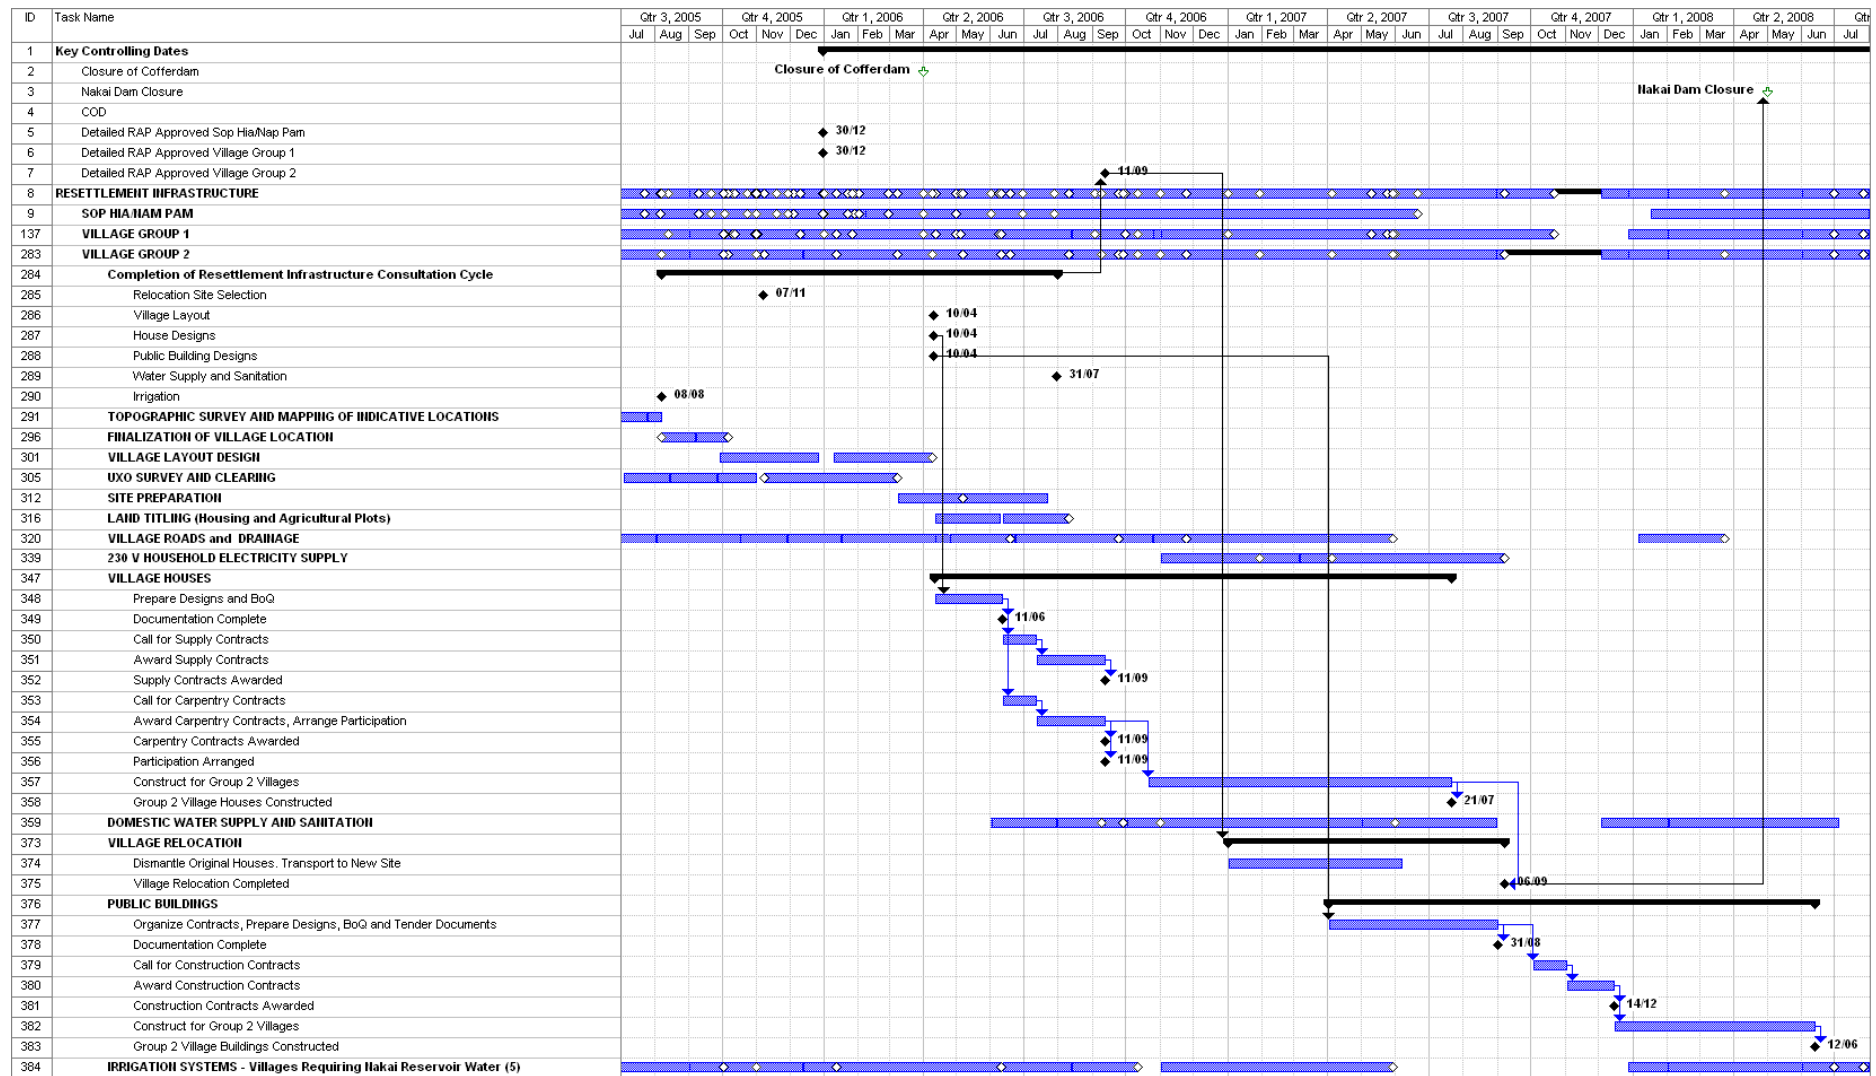 ID Task Name Qtr 3, 2005 Qtr 4, 2005 Qtr 1, 2006 Qtr 2, 2006 Qtr 3, 2006 Qtr 4, 2006 Qtr 1, 2007 Qtr 2, 2007 Qtr 3, 2007 Qtr 4, 2007 Qtr 1, 2008 Qtr 2, 2008 Qtr
Jul Aug Sep Oct Nov Dec Jan Feb Mar Apr May Jun Jul Aug Sep Oct Nov Dec Jan Feb Mar Apr May Jun Jul Aug Sep Oct Nov Dec Jan Feb Mar Apr May Jun Jul
1 Key Controlling Dates
2 Closure of Cofferdam Closure of Cofferdam
3 Nakai Dam Closure Nakai Dam Closure
4 COD
5 Detailed RAP Approved Sop Hia/Nap Pam 30/12
6 Detailed RAP Approved Village Group 1 30/12
7 Detailed RAP Approved Village Group 2 11/09
8 RESETTLEMENT INFRASTRUCTURE
9 SOP HIA/NAM PAM
137 VILLAGE GROUP 1
283 VILLAGE GROUP 2
284 Completion of Resettlement Infrastructure Consultation Cycle
285 Relocation Site Selection 07/11
286 Village Layout 10/04
287 House Designs 10/04
288 Public Building Designs 10/04
289 Water Supply and Sanitation 31/07
290 Irrigation 08/08
291 TOPOGRAPHIC SURVEY AND MAPPING OF INDICATIVE LOCATIONS
296 FINALIZATION OF VILLAGE LOCATION
301 VILLAGE LAYOUT DESIGN
305 UXO SURVEY AND CLEARING
312 SITE PREPARATION
316 LAND TITLING (Housing and Agricultural Plots)
320 VILLAGE ROADS and DRAINAGE
339 230 V HOUSEHOLD ELECTRICITY SUPPLY
347 VILLAGE HOUSES
348 Prepare Designs and BoQ
349 Documentation Complete 11/06
350 Call for Supply Contracts
351 Award Supply Contracts
352 Supply Contracts Awarded 11/09
353 Call for Carpentry Contracts
354 Award Carpentry Contracts, Arrange Participation
355 Carpentry Contracts Awarded 11/09
356 Participation Arranged 11/09
357 Construct for Group 2 Villages
358 Group 2 Village Houses Constructed 21/07
359 DOMESTIC WATER SUPPLY AND SANITATION
373 VILLAGE RELOCATION
374 Dismantle Original Houses. Transport to New Site
375 Village Relocation Completed 06/09
376 PUBLIC BUILDINGS
377 Organize Contracts, Prepare Designs, BoQ and Tender Documents
378 Documentation Complete 31/08
379 Call for Construction Contracts
380 Award Construction Contracts
381 Construction Contracts Awarded 14/12
382 Construct for Group 2 Villages
383 Group 2 Village Buildings Constructed 12/06
384 IRRIGATION SYSTEMS - Villages Requiring Nakai Reservoir Water (5)